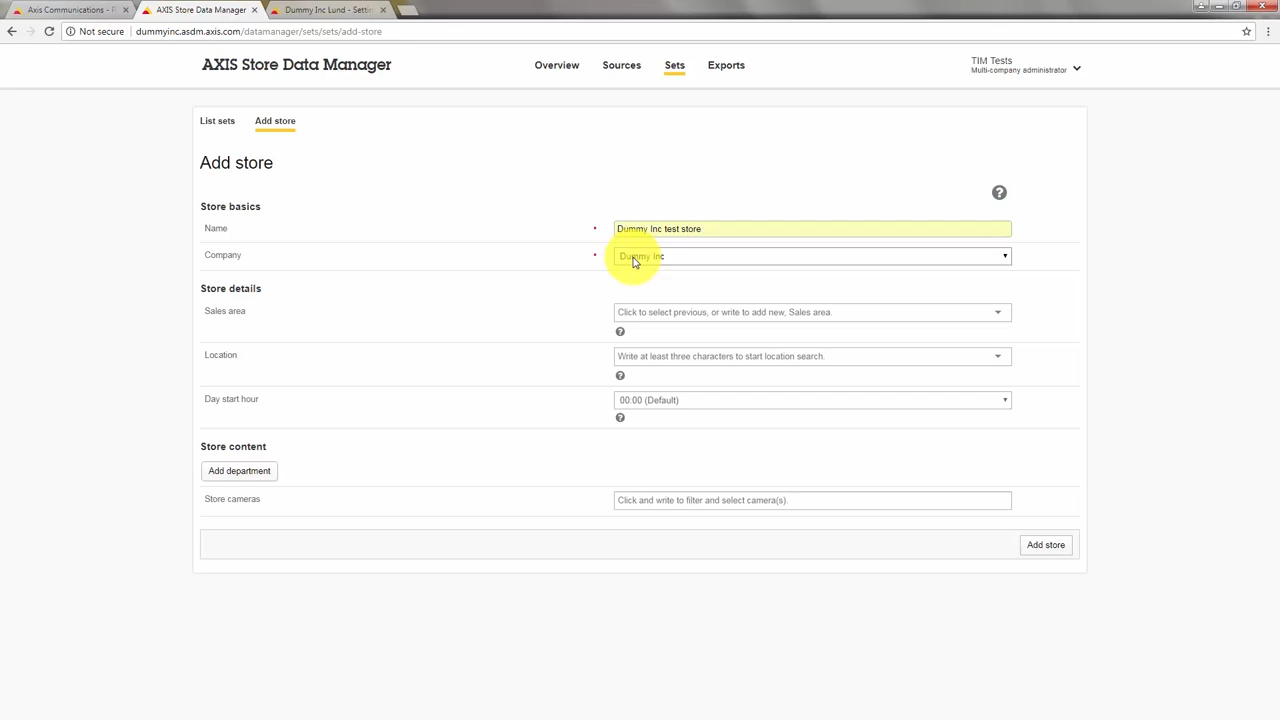 Axis Communications - P
AXIS Store Data Manager
Dummy Inc Lund - Settin
Not secure
dummyinc.asdm.axis.com/datamanager/sets/sets/add-store
AXIS Store Data Manager
Overview
Sources
Sets
Exports
TIM Tests
Multi-company administrator
List sets
Add store
Add store
?
Store basics
Name
*
Dummy Inc test store
Company
*
Dummy Inc
Store details
Sales area
Click to select previous, or write to add new, Sales area.
?
Location
Write at least three characters to start location search.
?
Day start hour
00:00 (Default)
?
Store content
Add department
Store cameras
Click and write to filter and select camera(s).
Add store